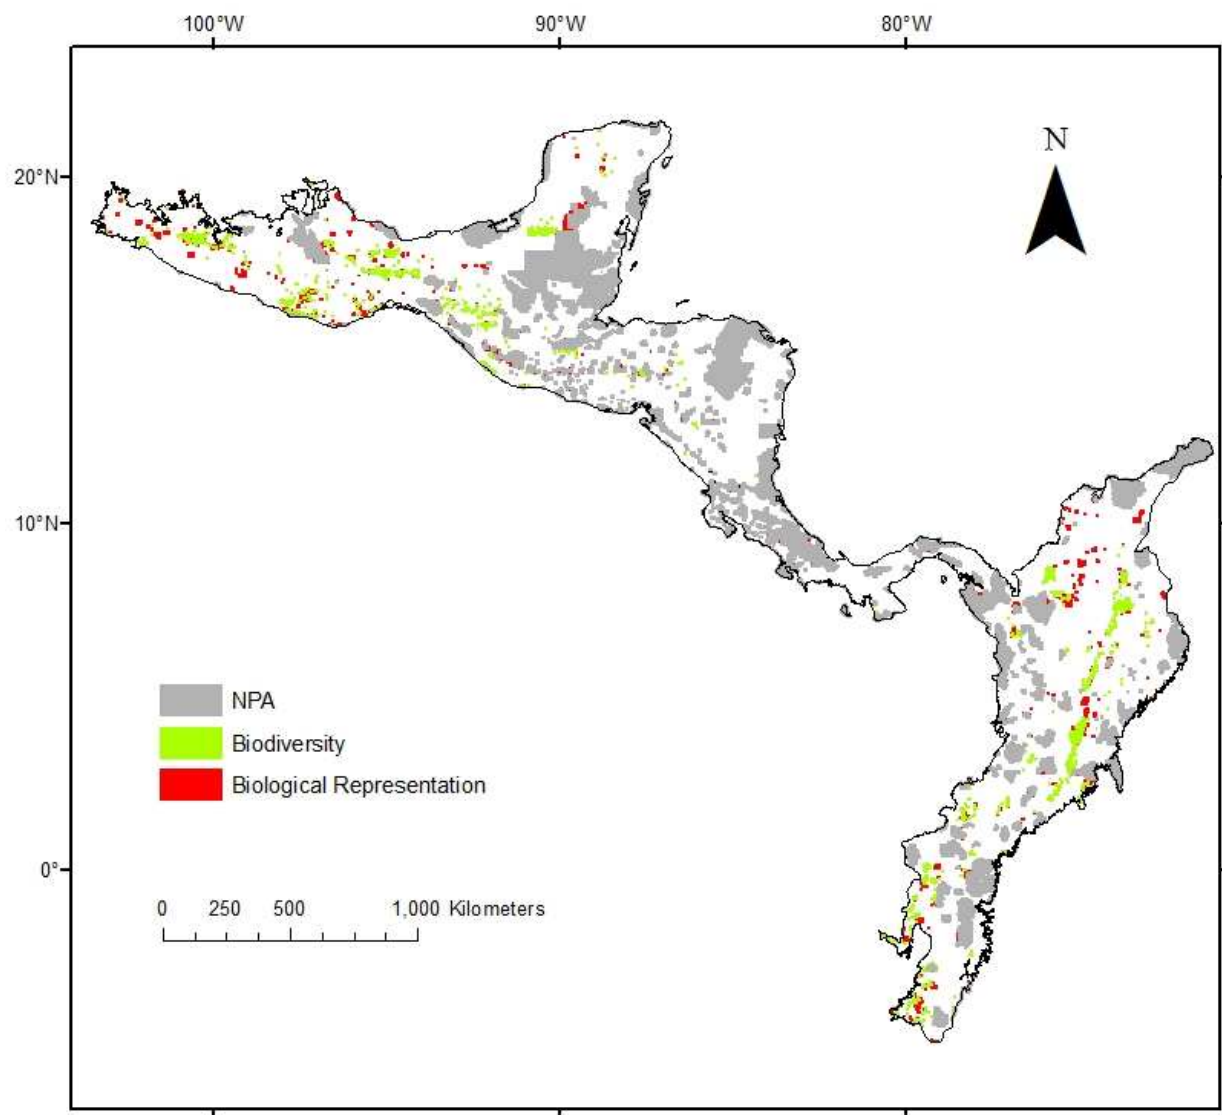 100°W 90°W 80°W
N
20°N
10°N
NPA
Biodiversity
Biological Representation
0°
0 250 500 1,000 Kilometers